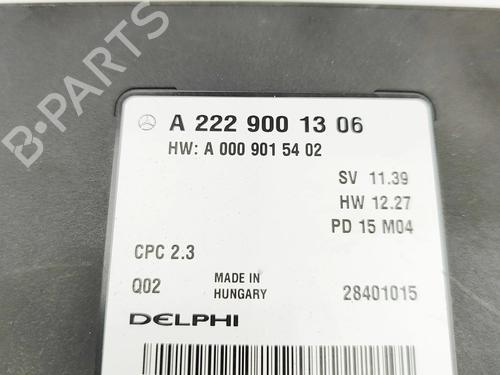 A 222 900 13 06
HW: A 000 901 54 02
SV 11.39
HW 12.27
PD 15 M04
CPC 2.3
Q02
MADE IN
HUNGARY
28401015
DELPHI
B-PARTS